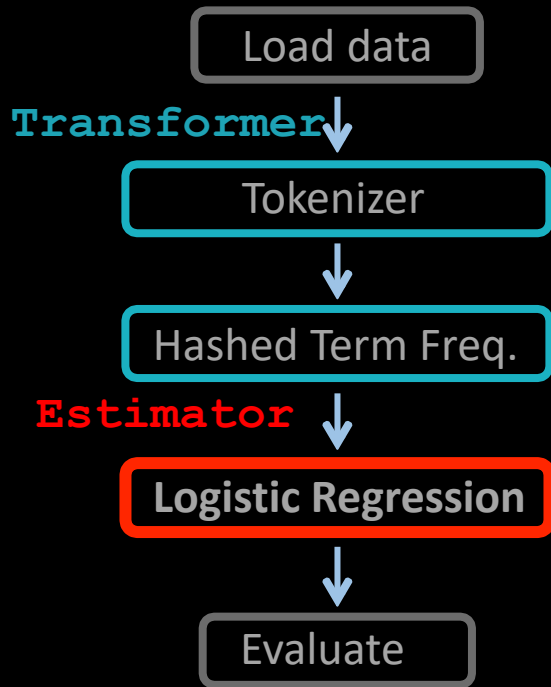 Load data
Transformer
Tokenizer
Hashed Term Freq.
Estimator
Logistic Regression
Evaluate